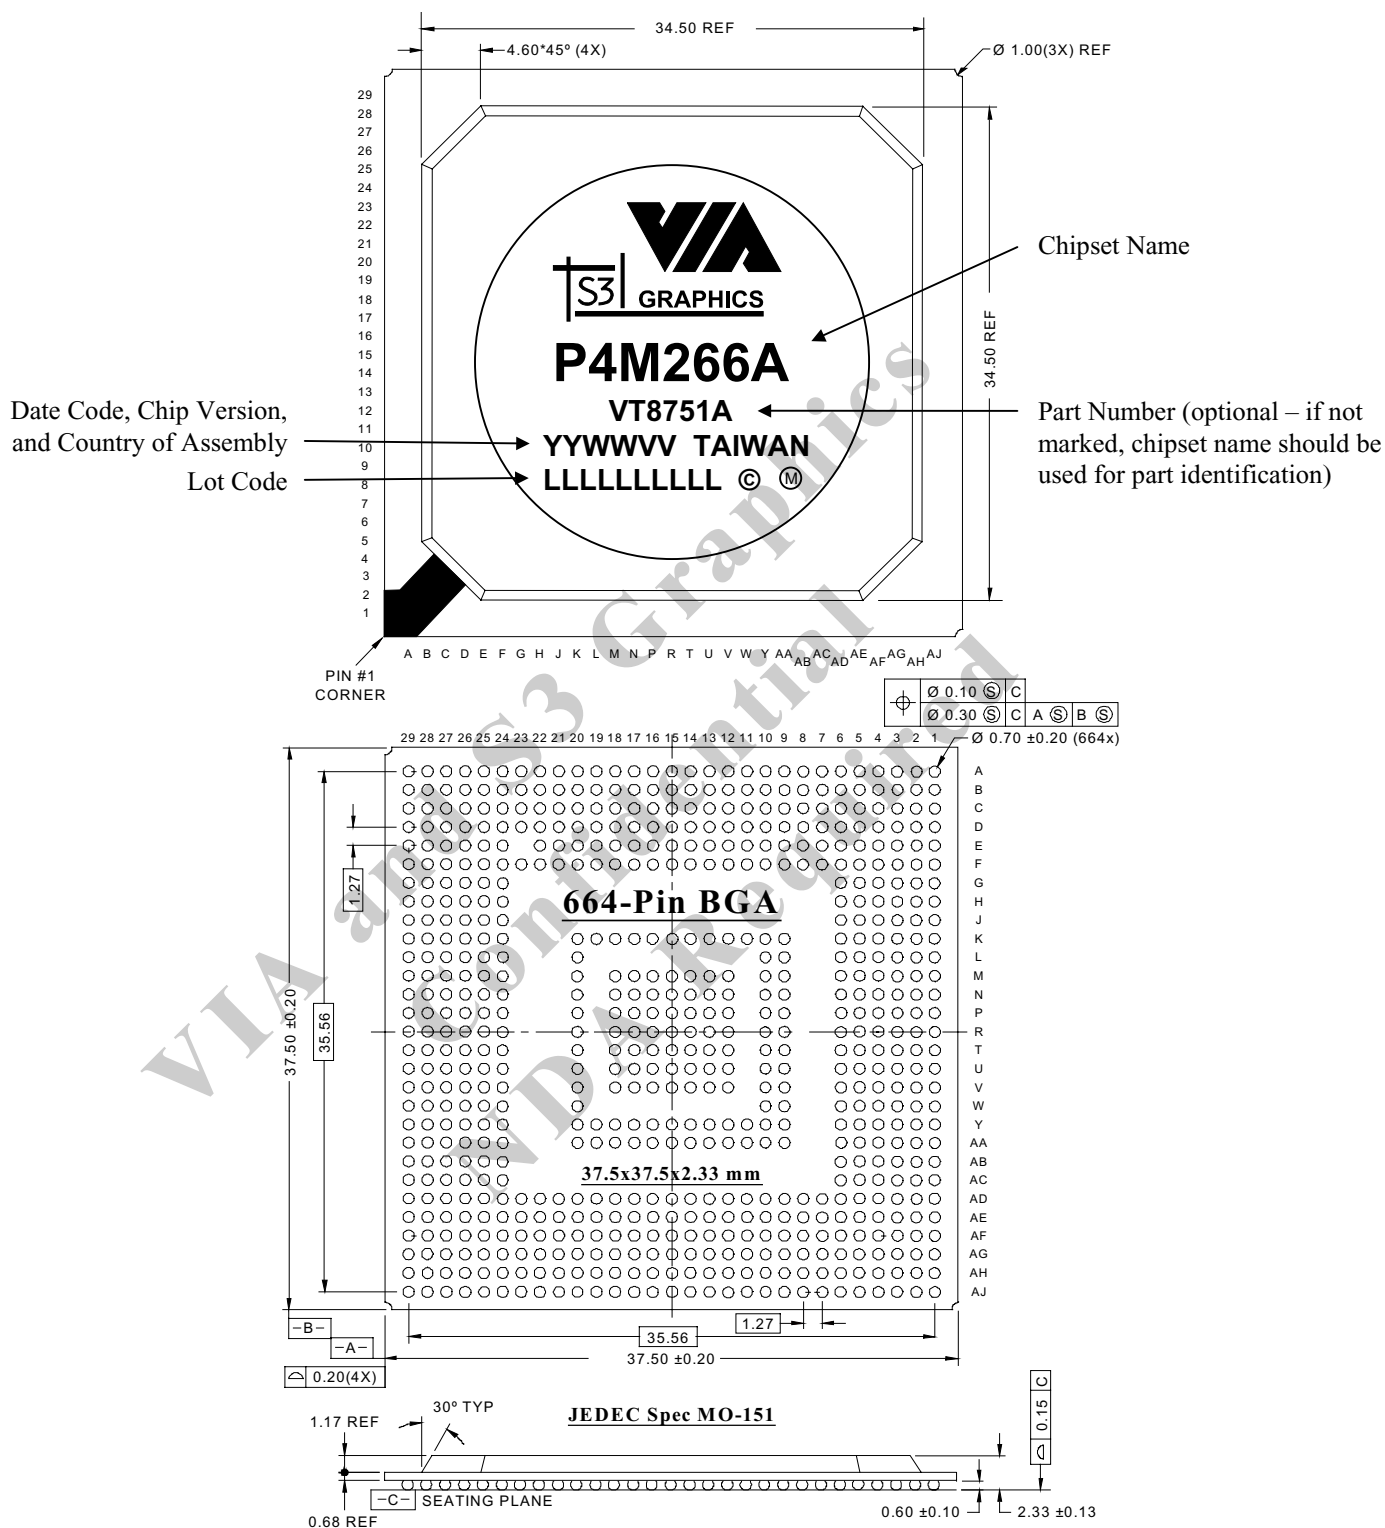 34.50 REF
4.60*45° (4X)
Ø 1.00(3X) REF
29
28
27
26
25
24
23
22
21
20
19
18
17
16
15
14
13
12
11
10
9
8
7
6
5
4
3
2
1
VIA
S3 GRAPHICS
P4M266A
VT8751A
YYWWVV TAIWAN
LLLLLLLLLL © Ⓜ
Chipset Name
34.50 REF
Date Code, Chip Version,
and Country of Assembly
Lot Code
Part Number (optional – if not
marked, chipset name should be
used for part identification)
A B C D E F G H J K L M N P R T U V W Y AA AB AC AD AE AF AG AH AJ
PIN #1
CORNER
Ø 0.10 Ⓢ C
Ø 0.30 Ⓢ C A Ⓢ B Ⓢ
Ø 0.70 ±0.20 (664x)
29 28 27 26 25 24 23 22 21 20 19 18 17 16 15 14 13 12 11 10 9 8 7 6 5 4 3 2 1
A
B
C
D
E
F
G
H
J
K
L
M
N
P
R
T
U
V
W
Y
AA
AB
AC
AD
AE
AF
AG
AH
AJ
1.27
37.50 ±0.20
35.56
664-Pin BGA
37.5x37.5x2.33 mm
VIA and S3 Graphics
Confidential
NDA Required
1.27
35.56
37.50 ±0.20
-B-
-A-
0.20(4X)
JEDEC Spec MO-151
30° TYP
1.17 REF
0.15 C
-C- SEATING PLANE
0.68 REF
0.60 ±0.10
2.33 ±0.13